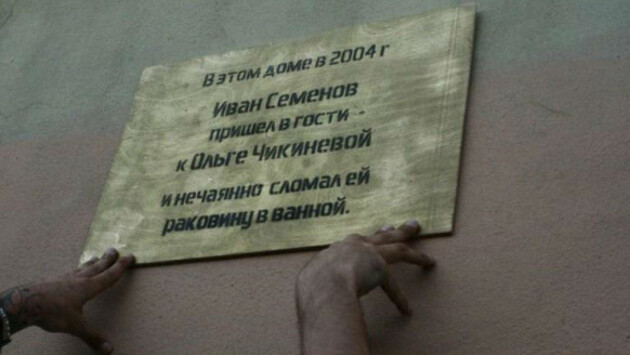 В этом доме в 2004 г
Иван Семенов
пришел в гости
к Ольге Чикиневой
и нечаянно сломал ей
раковину в ванной.